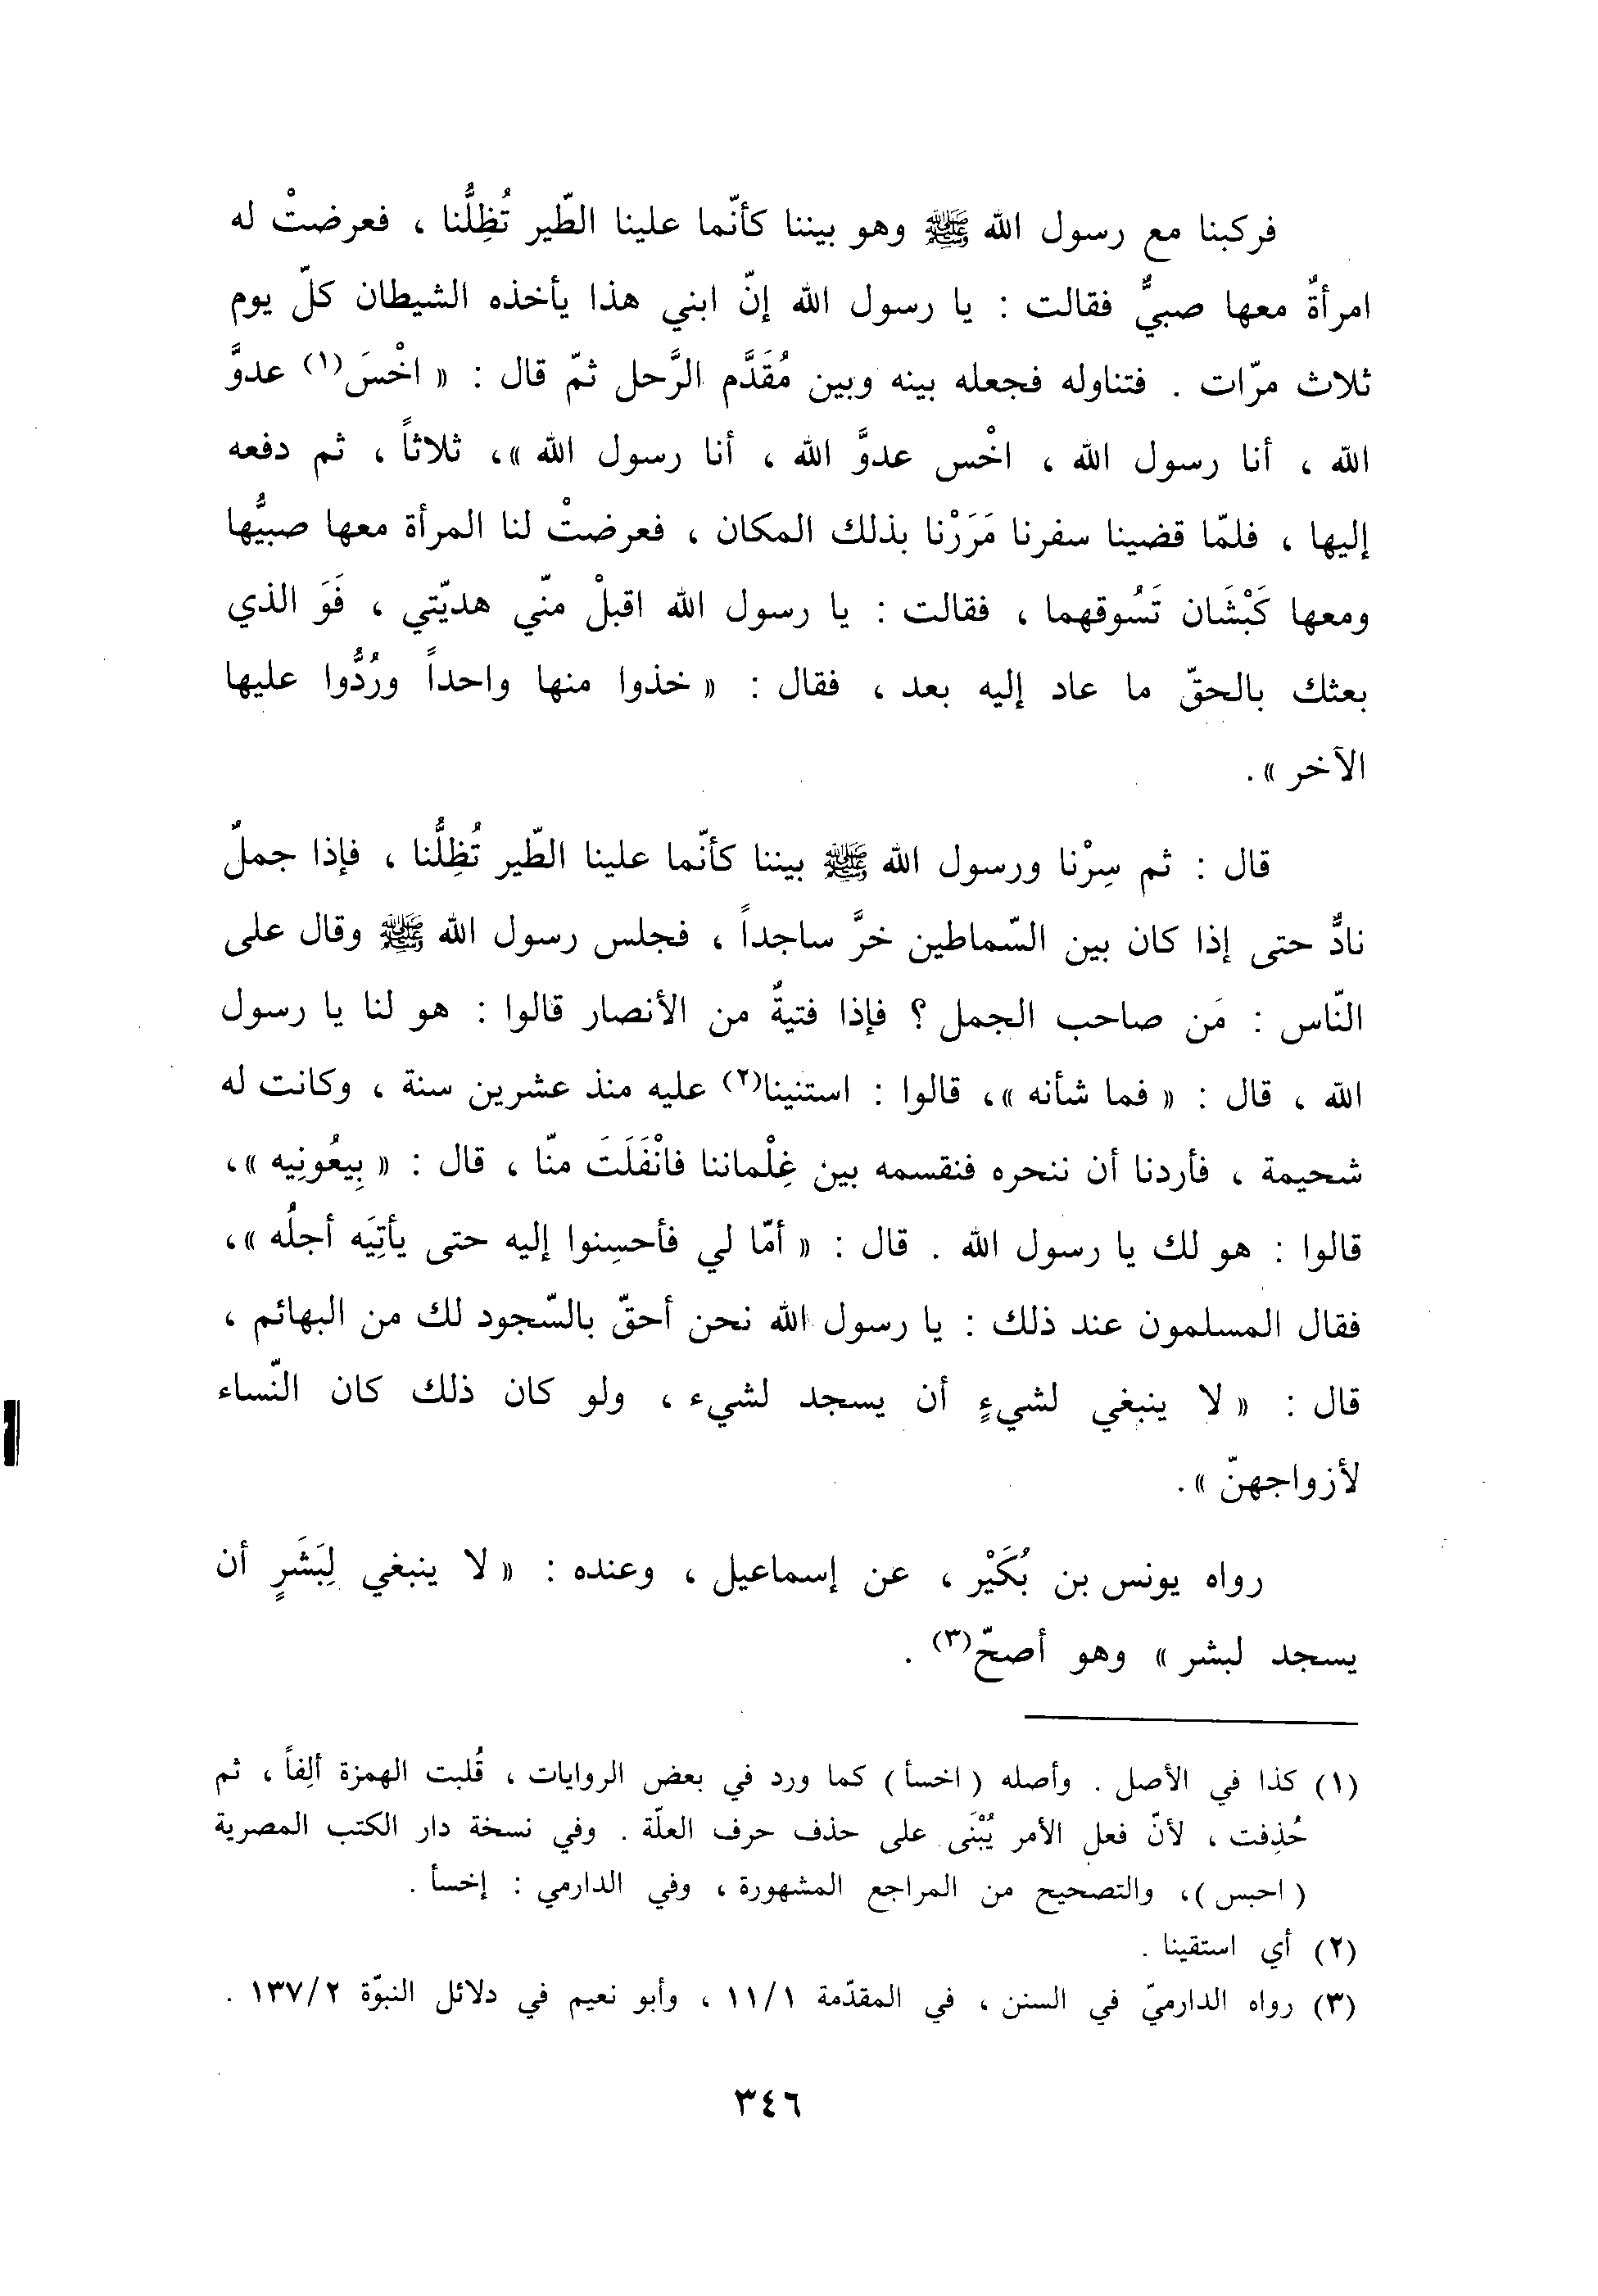 فركبنا مع رسول الله ﷺ وهو بيننا كأنّما علينا الطّير تُظِلُّنا ، فعرضتْ له
امرأةٌ معها صبيٌّ فقالت : يا رسول الله إنّ ابني هذا يأخذه الشيطان كلّ يوم
ثلاث مرّات . فتناوله فجعله بينه وبين مُقَدَّم الرَّحل ثمّ قال : « اخْسَ(١) عدوَّ
الله ، أنا رسول الله ، اخْس عدوَّ الله ، أنا رسول الله »، ثلاثاً ، ثم دفعه
إليها ، فلمّا قضينا سفرنا مَرَرْنا بذلك المكان ، فعرضتْ لنا المرأة معها صبيُّها
ومعها كَبْشَان تَسُوقهما ، فقالت : يا رسول الله اقبلْ منّي هديّتي ، فَوَ الذي
بعثك بالحقّ ما عاد إليه بعد ، فقال : « خذوا منها واحداً ورُدُّوا عليها
الآخر ».
قال : ثم سِرْنا ورسول الله ﷺ بيننا كأنّما علينا الطّير تُظِلُّنا ، فإذا جملٌ
نادٌّ حتى إذا كان بين السّماطين خرَّ ساجداً ، فجلس رسول الله ﷺ وقال على
النّاس : مَن صاحب الجمل ؟ فإذا فتيةٌ من الأنصار قالوا : هو لنا يا رسول
الله ، قال : « فما شأنه »، قالوا : استنينا(٢) عليه منذ عشرين سنة ، وكانت له
شحيمة ، فأردنا أن ننحره فنقسمه بين غِلْماننا فانْفَلَتَ منّا ، قال : « بِيعُونِيه »،
قالوا : هو لك يا رسول الله . قال : « أمّا لي فأحسِنوا إليه حتى يأتِيَه أجلُه »،
فقال المسلمون عند ذلك : يا رسول الله نحن أحقّ بالسّجود لك من البهائم ،
قال : « لا ينبغي لشيءٍ أن يسجد لشيء ، ولو كان ذلك كان النّساء
لأزواجهنّ ».
رواه يونس بن بُكَيْر ، عن إسماعيل ، وعنده : « لا ينبغي لِبَشَرٍ أن
يسجد لبشر » وهو أصحّ(٣) .
(١) كذا في الأصل . وأصله ( اخسأ ) كما ورد في بعض الروايات ، قُلبت الهمزة ألِفاً ، ثم
حُذِفت ، لأنّ فعل الأمر يُبْنَى على حذف حرف العلّة . وفي نسخة دار الكتب المصرية
( احبس )، والتصحيح من المراجع المشهورة ، وفي الدارمي : إخسأ .
(٢) أي استقينا .
(٣) رواه الدارميّ في السنن ، في المقدّمة ١١/١ ، وأبو نعيم في دلائل النبوّة ١٣٧/٢ .
٣٤٦